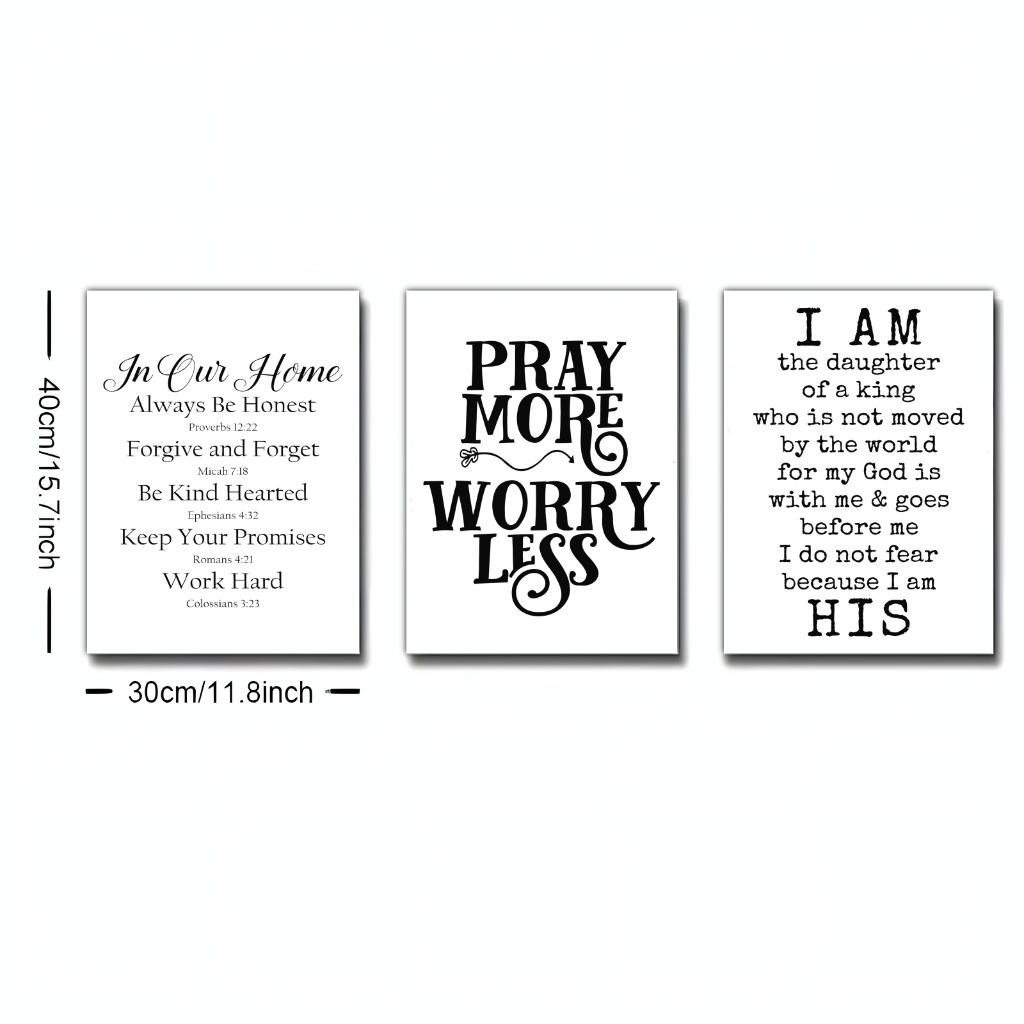 40cm/15.7inch
30cm/11.8inch
In Our Home
Always Be Honest
Proverbs 12:22
Forgive and Forget
Micah 7:18
Be Kind Hearted
Ephesians 4:32
Keep Your Promises
Romans 4:21
Work Hard
Colossians 3:23
PRAY
MORE
WORRY
LESS
I AM
the daughter
of a king
who is not moved
by the world
for my God is
with me & goes
before me
I do not fear
because I am
HIS